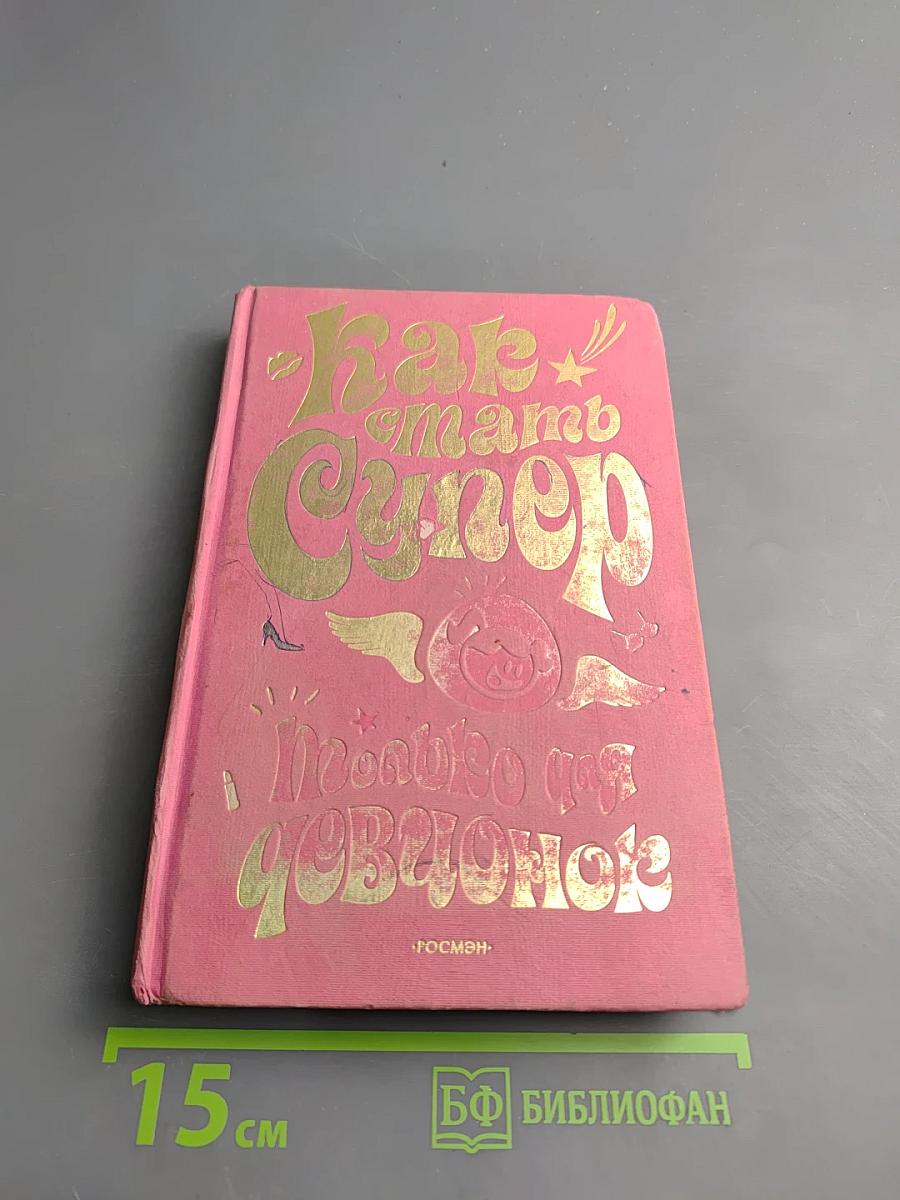 Как
стать
Супер
только для
девчонок
·РОСМЭН·
15 см
БФ БИБЛИОФАН